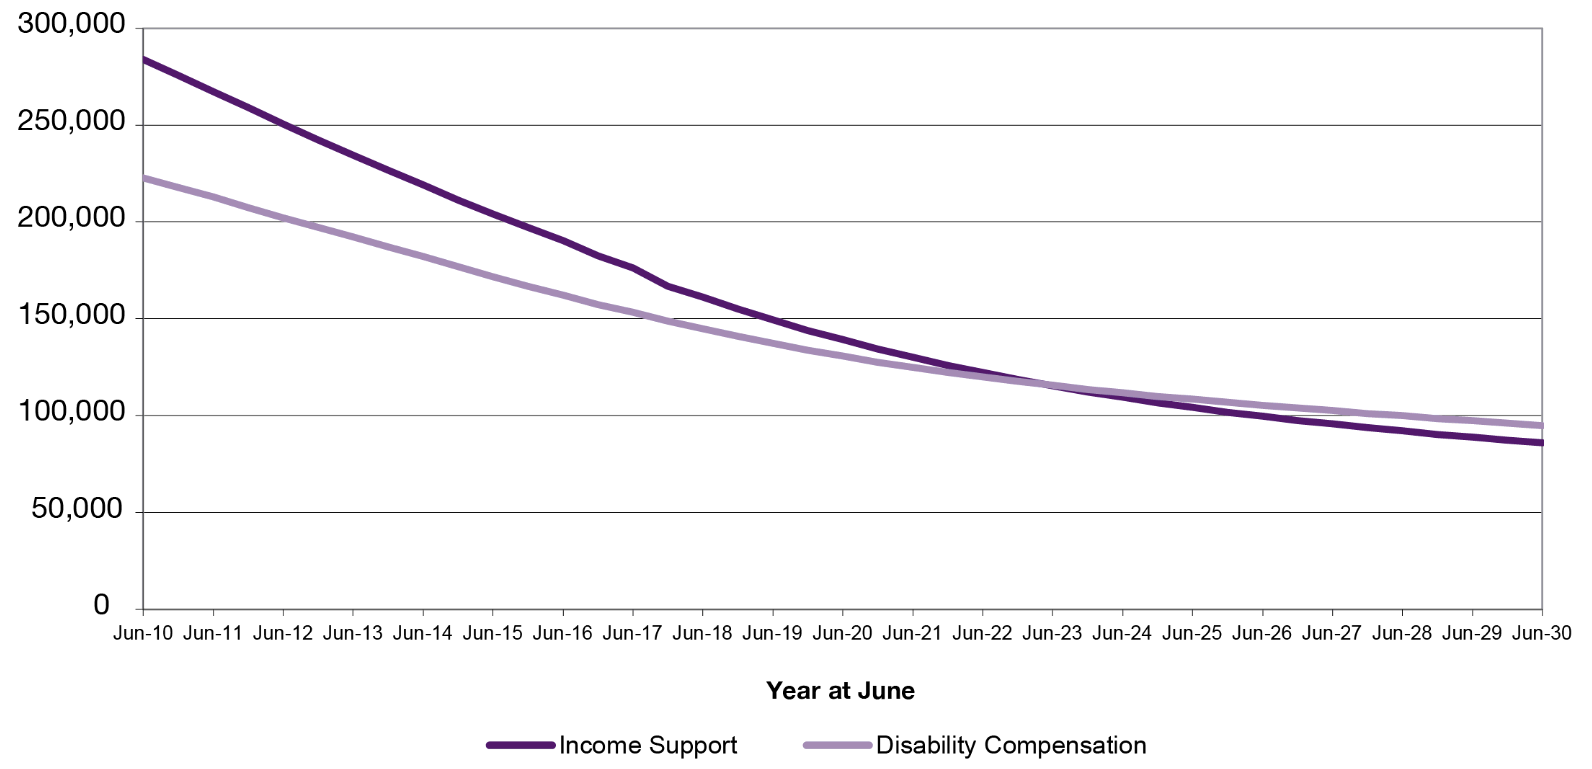 300,000
250,000
200,000
150,000
100,000
50,000
0
Jun-10 Jun-11 Jun-12 Jun-13 Jun-14 Jun-15 Jun-16 Jun-17 Jun-18 Jun-19 Jun-20 Jun-21 Jun-22 Jun-23 Jun-24 Jun-25 Jun-26 Jun-27 Jun-28 Jun-29 Jun-30
Year at June
Income Support Disability Compensation